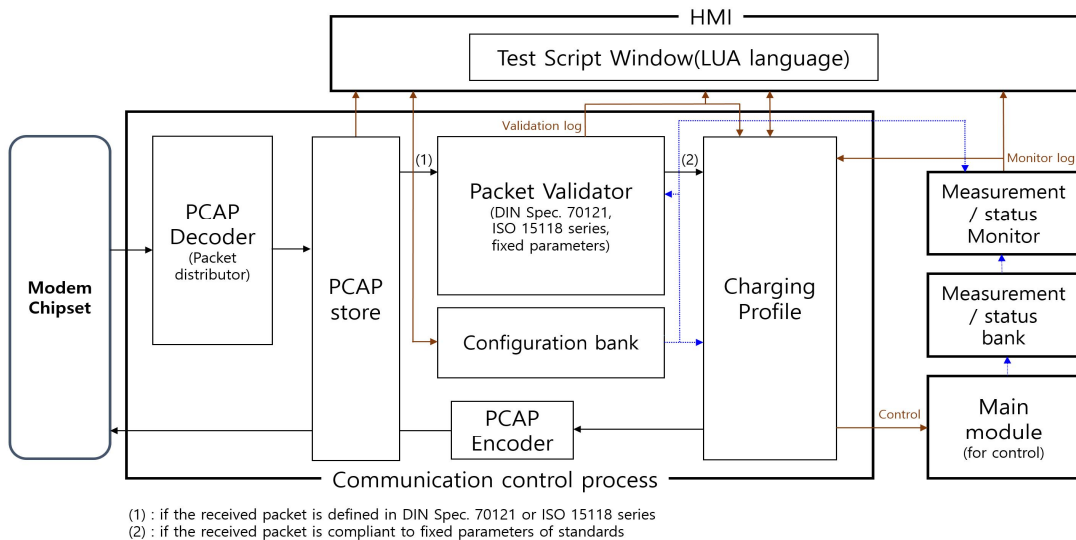 HMI
Test Script Window(LUA language)
Validation log
Monitor log
(1)
(2)
PCAP
Decoder
(Packet
distributor)
Modem
Chipset
PCAP
store
Packet Validator
(DIN Spec. 70121,
ISO 15118 series,
fixed parameters)
Charging
Profile
Measurement
/ status
Monitor
Measurement
/ status
bank
Configuration bank
PCAP
Encoder
Control
Main
module
(for control)
Communication control process
(1) : if the received packet is defined in DIN Spec. 70121 or ISO 15118 series
(2) : if the received packet is compliant to fixed parameters of standards